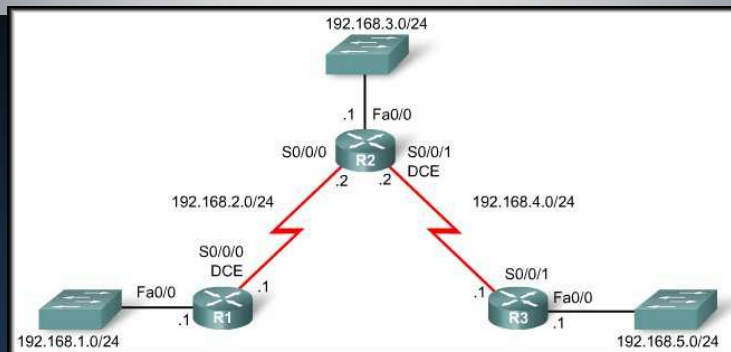 192.168.3.0/24
.1 Fa0/0
S0/0/0 R2 S0/0/1
DCE
.2 .2
192.168.2.0/24 192.168.4.0/24
S0/0/0
DCE
S0/0/1
Fa0/0 .1 .1 Fa0/0
.1 R1 R3 .1
192.168.1.0/24 192.168.5.0/24